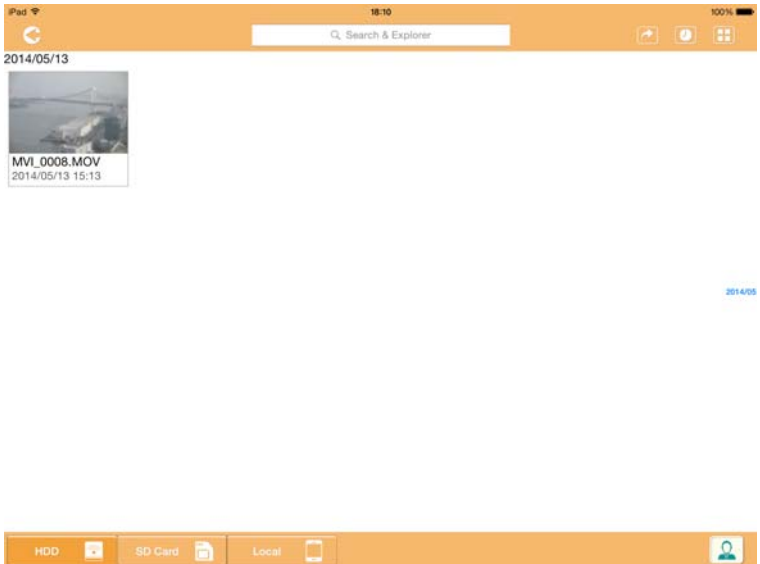 iPad 18:10 100%
Search & Explorer
2014/05/13
MVI_0008.MOV
2014/05/13 15:13
2014/05
HDD SD Card Local